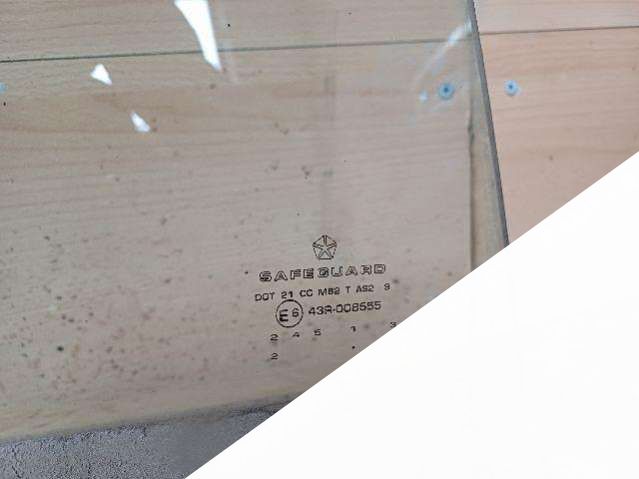 SAFEGUARD
DOT 21 CC M82 T AS2 9
E6 43R-008555
2 4 5 1 3
2 .